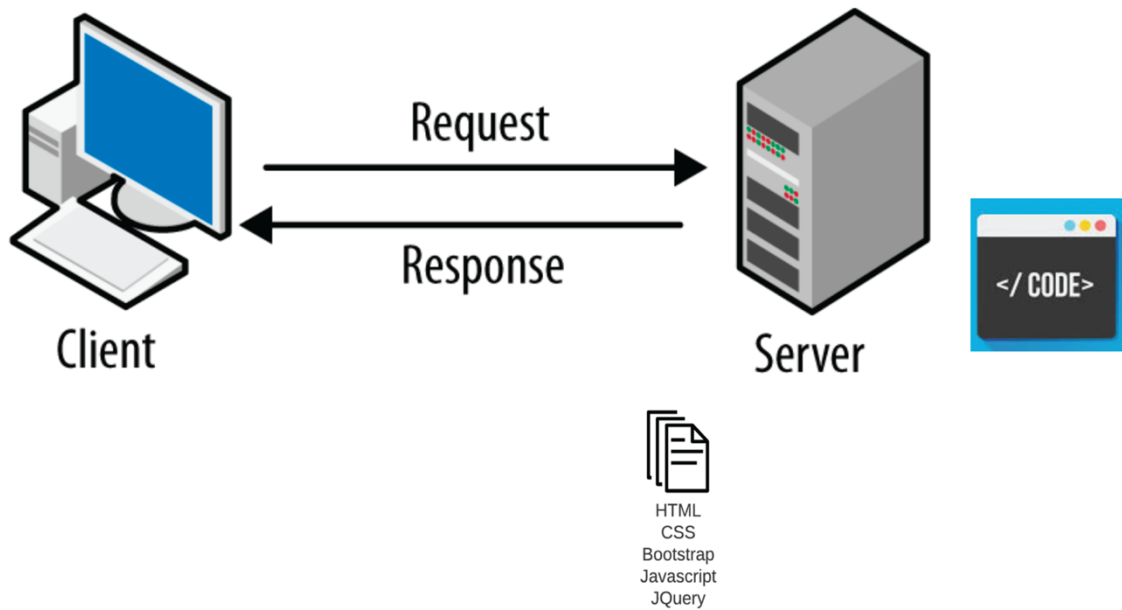 Request
Response
Client
Server
</ CODE>
HTML
CSS
Bootstrap
Javascript
JQuery